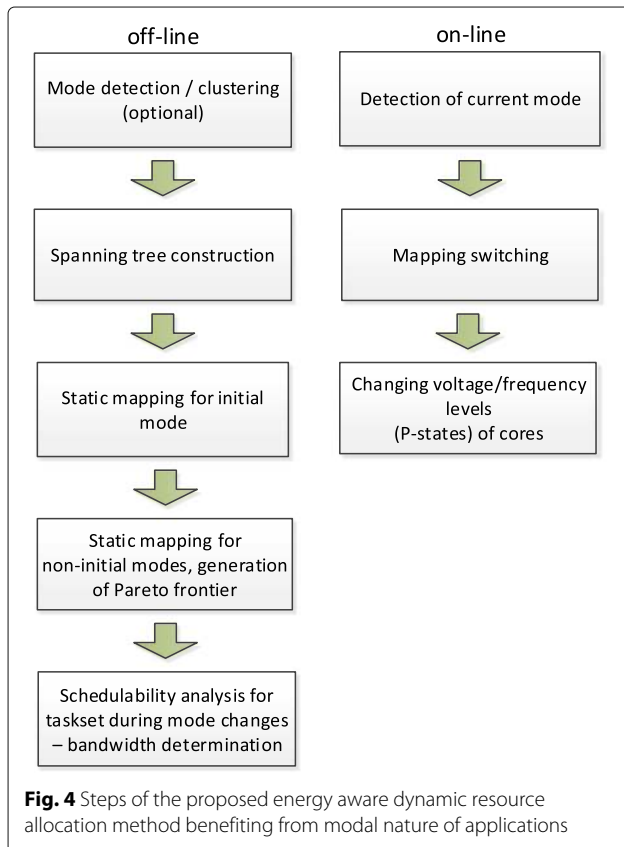 off-line
Mode detection / clustering
(optional)
Spanning tree construction
Static mapping for initial
mode
Static mapping for
non-initial modes, generation
of Pareto frontier
Schedulability analysis for
taskset during mode changes
– bandwidth determination
on-line
Detection of current mode
Mapping switching
Changing voltage/frequency
levels
(P-states) of cores
Fig. 4 Steps of the proposed energy aware dynamic resource
allocation method benefiting from modal nature of applications